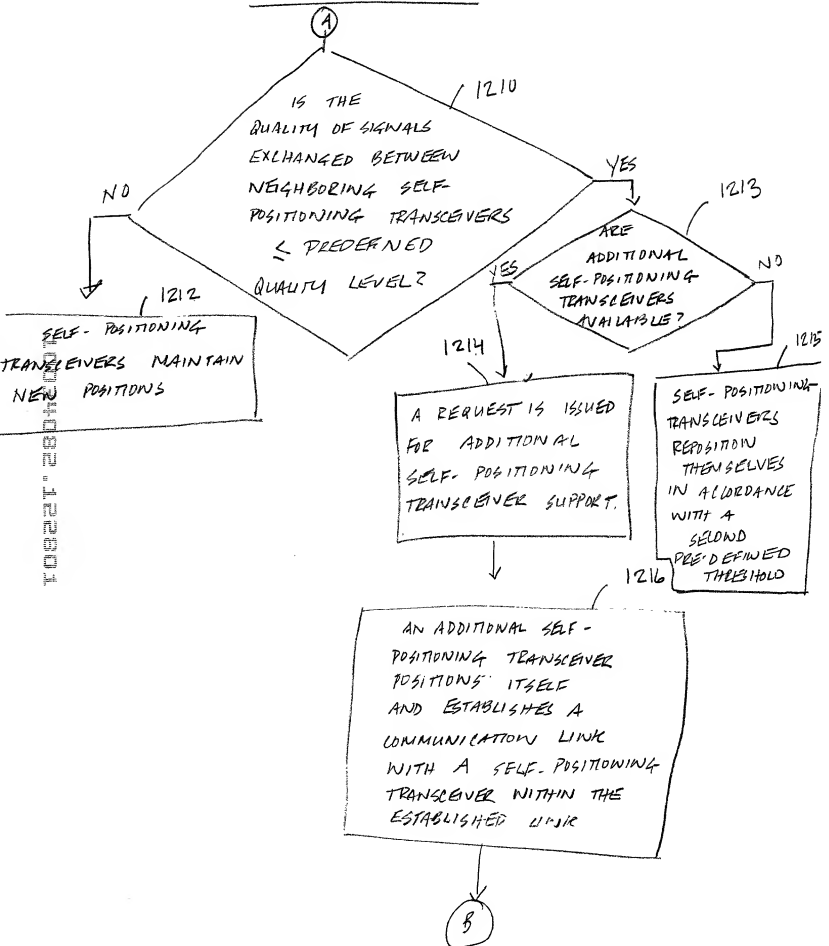 A
1210
IS THE
QUALITY OF SIGNALS
EXCHANGED BETWEEN
NEIGHBORING SELF-
POSITIONING TRANSCEIVERS
≤ PREDEFINED
QUALITY LEVEL?
NO
YES
1213
ARE
ADDITIONAL
SELF-POSITIONING
TRANSCEIVERS
AVAILABLE?
YES
NO
1212
SELF-POSITIONING
TRANSCEIVERS MAINTAIN
NEW POSITIONS
1214
A REQUEST IS ISSUED
FOR ADDITIONAL
SELF-POSITIONING
TRANSCEIVER SUPPORT.
1215
SELF-POSITIONING
TRANSCEIVERS
REPOSITION
THEMSELVES
IN ACCORDANCE
WITH A
SECOND
PRE-DEFINED
THRESHOLD
1216
AN ADDITIONAL SELF-
POSITIONING TRANSCEIVER
POSITIONS ITSELF
AND ESTABLISHES A
COMMUNICATION LINK
WITH A SELF-POSITIONING
TRANSCEIVER WITHIN THE
ESTABLISHED LINK
B
10034082.122801